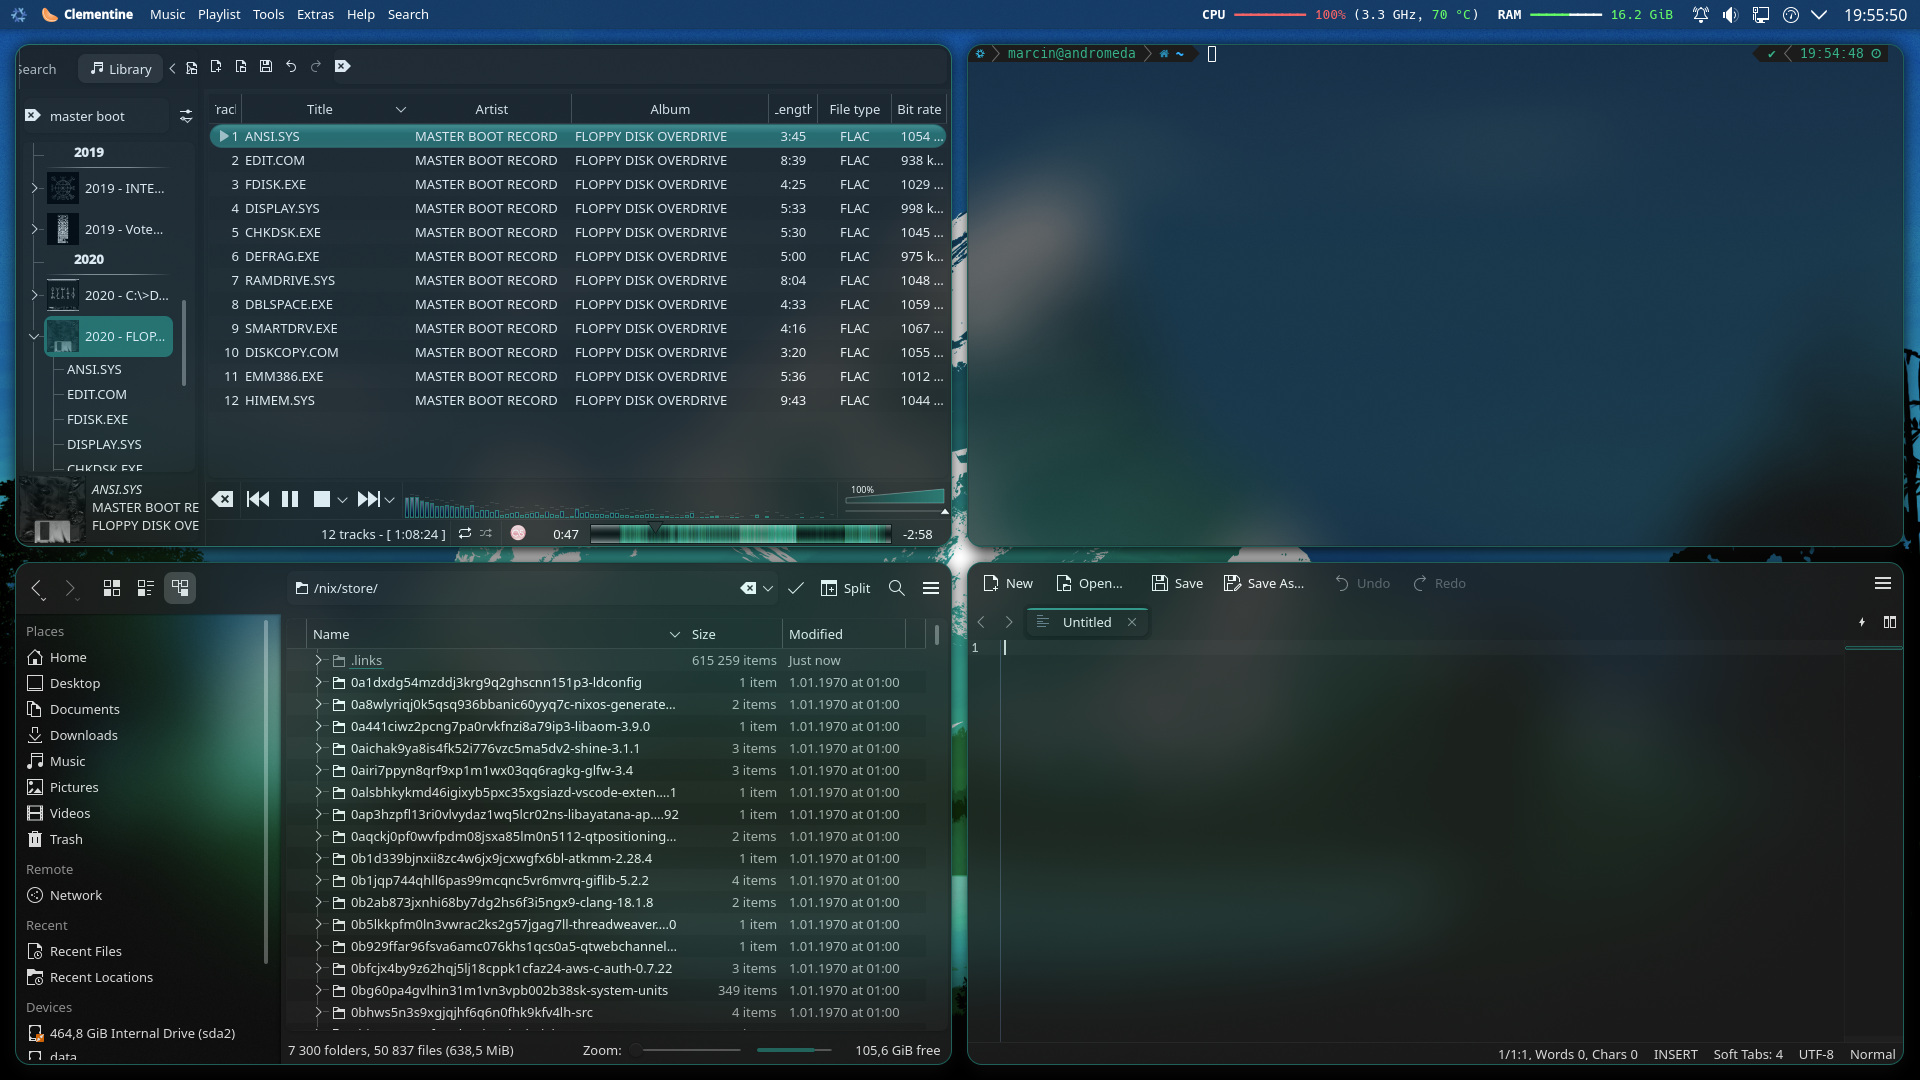 Clementine Music Playlist Tools Extras Help Search
CPU 100% (3.3 GHz, 70 °C) RAM 16.2 GiB 19:55:50
Search Library
master boot
2019
2019 - INTE...
2019 - Vote...
2020
2020 - C:\>D...
2020 - FLOP...
ANSI.SYS
EDIT.COM
FDISK.EXE
DISPLAY.SYS
CHKDSK.EXE
Title Artist Album Length File type Bit rate
1 ANSI.SYS MASTER BOOT RECORD FLOPPY DISK OVERDRIVE 3:45 FLAC 1054 ...
2 EDIT.COM MASTER BOOT RECORD FLOPPY DISK OVERDRIVE 8:39 FLAC 938 k...
3 FDISK.EXE MASTER BOOT RECORD FLOPPY DISK OVERDRIVE 4:25 FLAC 1029 ...
4 DISPLAY.SYS MASTER BOOT RECORD FLOPPY DISK OVERDRIVE 5:33 FLAC 998 k...
5 CHKDSK.EXE MASTER BOOT RECORD FLOPPY DISK OVERDRIVE 5:30 FLAC 1045 ...
6 DEFRAG.EXE MASTER BOOT RECORD FLOPPY DISK OVERDRIVE 5:00 FLAC 975 k...
7 RAMDRIVE.SYS MASTER BOOT RECORD FLOPPY DISK OVERDRIVE 8:04 FLAC 1048 ...
8 DBLSPACE.EXE MASTER BOOT RECORD FLOPPY DISK OVERDRIVE 4:33 FLAC 1059 ...
9 SMARTDRV.EXE MASTER BOOT RECORD FLOPPY DISK OVERDRIVE 4:16 FLAC 1067 ...
10 DISKCOPY.COM MASTER BOOT RECORD FLOPPY DISK OVERDRIVE 3:20 FLAC 1055 ...
11 EMM386.EXE MASTER BOOT RECORD FLOPPY DISK OVERDRIVE 5:36 FLAC 1012 ...
12 HIMEM.SYS MASTER BOOT RECORD FLOPPY DISK OVERDRIVE 9:43 FLAC 1044 ...
ANSI.SYS
MASTER BOOT RE
FLOPPY DISK OVE
100%
12 tracks - [ 1:08:24 ] 0:47 -2:58
marcin@andromeda ~ ✔ 19:54:48
/nix/store/ Split
Places
Home
Desktop
Documents
Downloads
Music
Pictures
Videos
Trash
Remote
Network
Recent
Recent Files
Recent Locations
Devices
464,8 GiB Internal Drive (sda2)
data
Name Size Modified
.links 615 259 items Just now
0a1dxdg54mzddj3krg9q2ghscnn151p3-ldconfig 1 item 1.01.1970 at 01:00
0a8wlyriqj0k5qsq936bbanic60yyq7c-nixos-generate... 2 items 1.01.1970 at 01:00
0a441ciwz2pcng7pa0rvkfnzi8a79ip3-libaom-3.9.0 1 item 1.01.1970 at 01:00
0aichak9ya8is4fk52i776vzc5ma5dv2-shine-3.1.1 3 items 1.01.1970 at 01:00
0airi7ppyn8qrf9xp1m1wx03qq6ragkg-glfw-3.4 3 items 1.01.1970 at 01:00
0alsbhkykmd46igixyb5pxc35xgsiazd-vscode-exten....1 1 item 1.01.1970 at 01:00
0ap3hzpfl13ri0vlvydaz1wq5lcr02ns-libayatana-ap....92 1 item 1.01.1970 at 01:00
0aqckj0pf0wvfpdm08jsxa85lm0n5112-qtpositioning... 2 items 1.01.1970 at 01:00
0b1d339bjnxii8zc4w6jx9jcxwgfx6bl-atkmm-2.28.4 1 item 1.01.1970 at 01:00
0b1jqp744qhll6pas99mcqnc5vr6mvrq-giflib-5.2.2 4 items 1.01.1970 at 01:00
0b2ab873jxnhi68by7dg2hs6f3i5ngx9-clang-18.1.8 2 items 1.01.1970 at 01:00
0b5lkkpfm0ln3vwrac2ks2g57jgag7ll-threadweaver....0 1 item 1.01.1970 at 01:00
0b929ffar96fsva6amc076khs1qcs0a5-qtwebchannel... 1 item 1.01.1970 at 01:00
0bfcjx4by9z62hqj5lj18cppk1cfaz24-aws-c-auth-0.7.22 3 items 1.01.1970 at 01:00
0bg60pa4gvlhin31m1vn3vpb002b38sk-system-units 349 items 1.01.1970 at 01:00
0bhws5n3s9xgjqjhf6q6n0fhk9kfv4lh-src 4 items 1.01.1970 at 01:00
7 300 folders, 50 837 files (638,5 MiB) Zoom: 105,6 GiB free
New Open... Save Save As... Undo Redo
Untitled
1
1/1:1, Words 0, Chars 0 INSERT Soft Tabs: 4 UTF-8 Normal